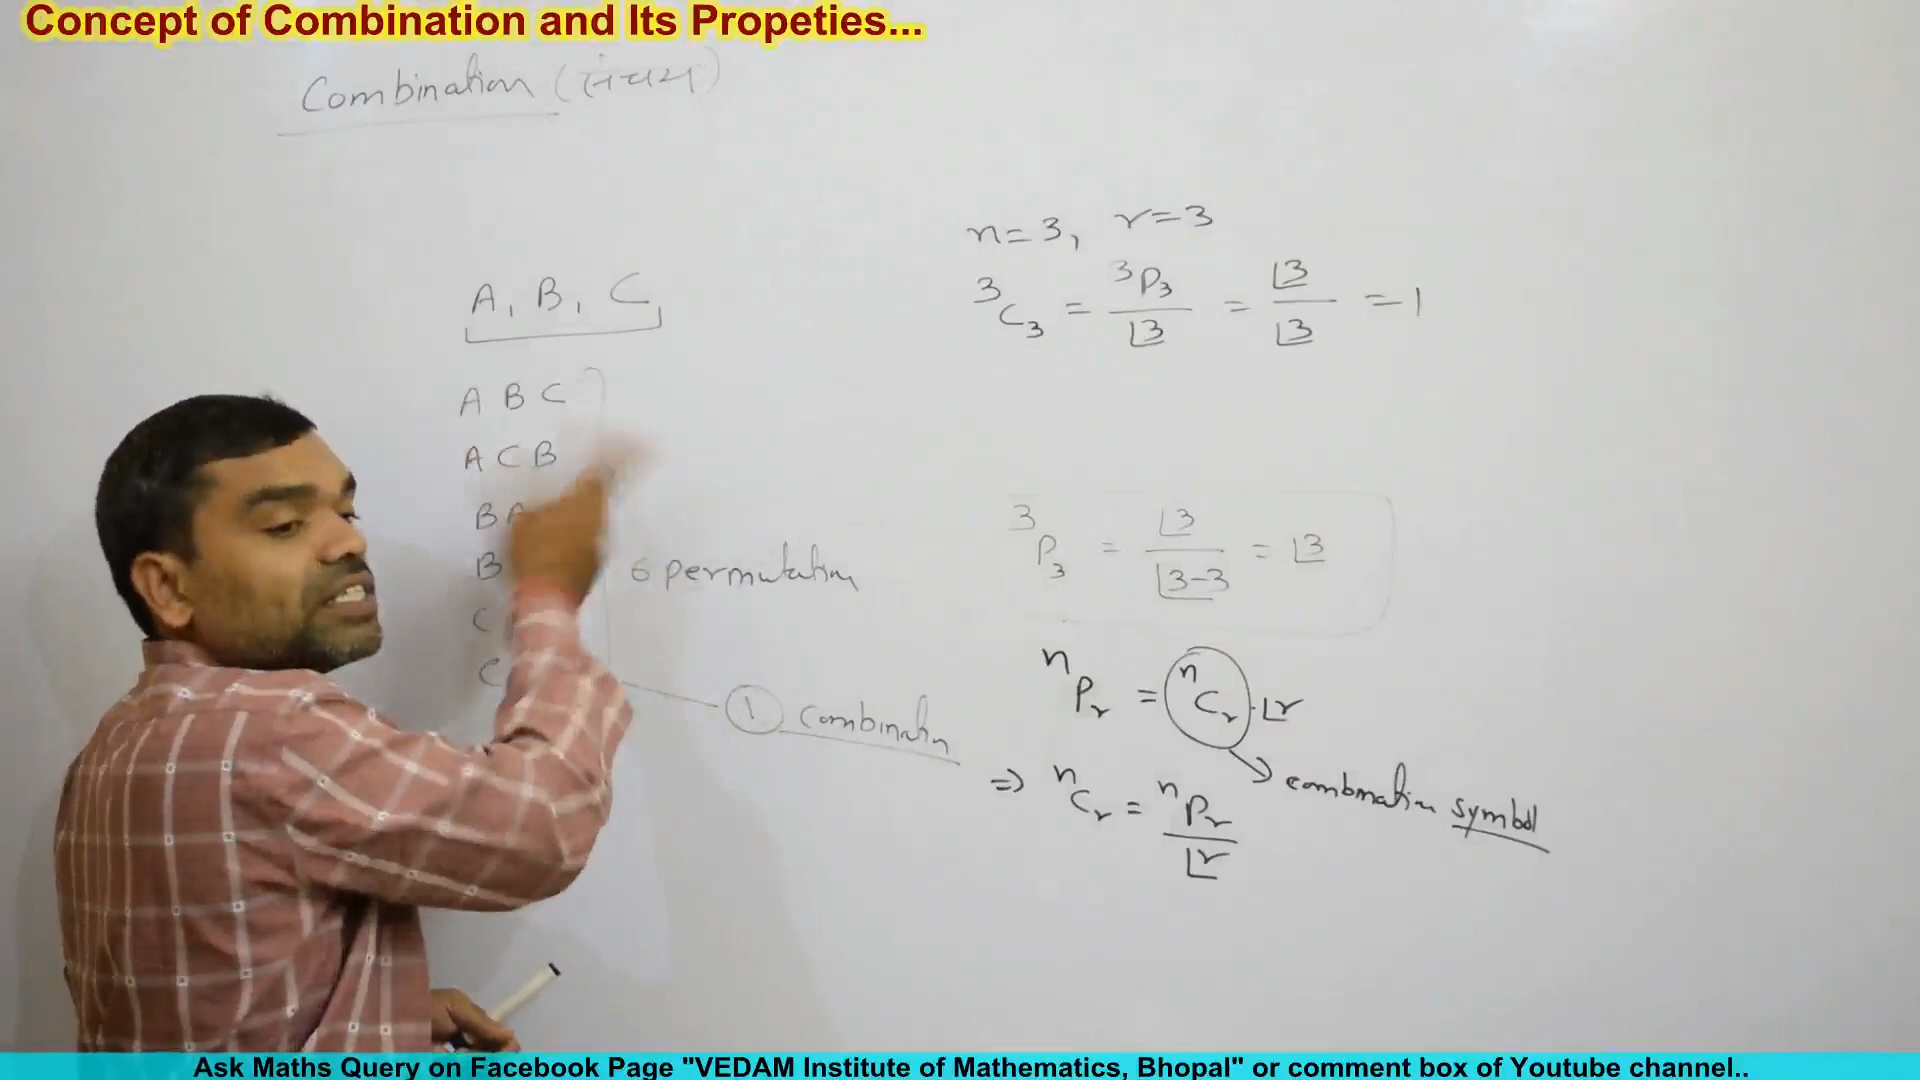 Concept of Combination and Its Propeties...
Combination (संचय)
A, B, C
A B C
A C B
B A
B
C
C
6 permutation
1 combination
n=3, r=3
³C₃ = ³P₃ / ⌊3 = ⌊3 / ⌊3 = 1
³P₃ = ⌊3 / ⌊3-3 = ⌊3
ⁿPᵣ = ⁿCᵣ . ⌊r
combination symbol
⇒ ⁿCᵣ = ⁿPᵣ / ⌊r
Ask Maths Query on Facebook Page "VEDAM Institute of Mathematics, Bhopal" or comment box of Youtube channel..